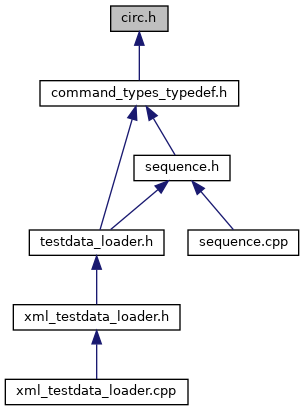 circ.h
command_types_typedef.h
sequence.h
testdata_loader.h
sequence.cpp
xml_testdata_loader.h
xml_testdata_loader.cpp